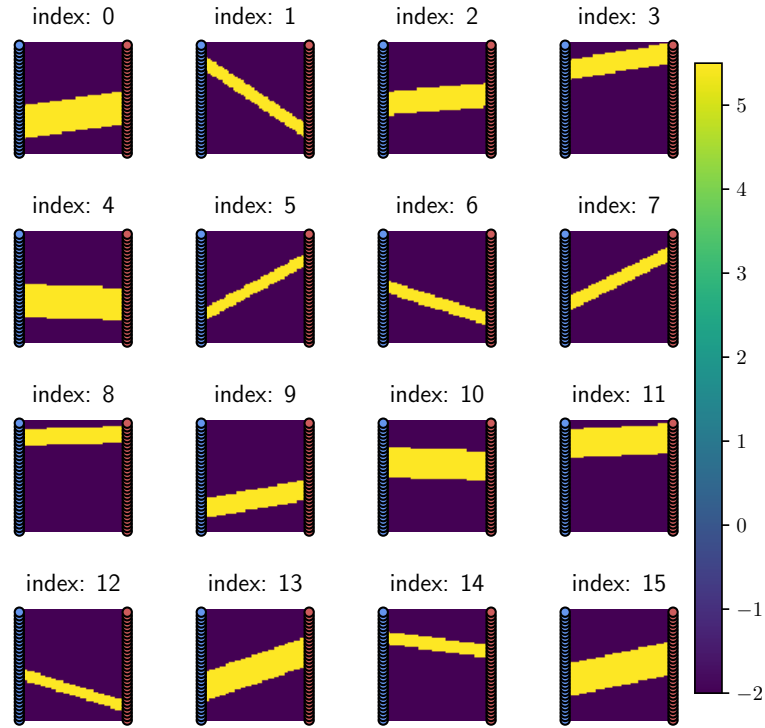 index: 0
index: 1
index: 2
index: 3
index: 4
index: 5
index: 6
index: 7
index: 8
index: 9
index: 10
index: 11
index: 12
index: 13
index: 14
index: 15
5
4
3
2
1
0
−1
−2